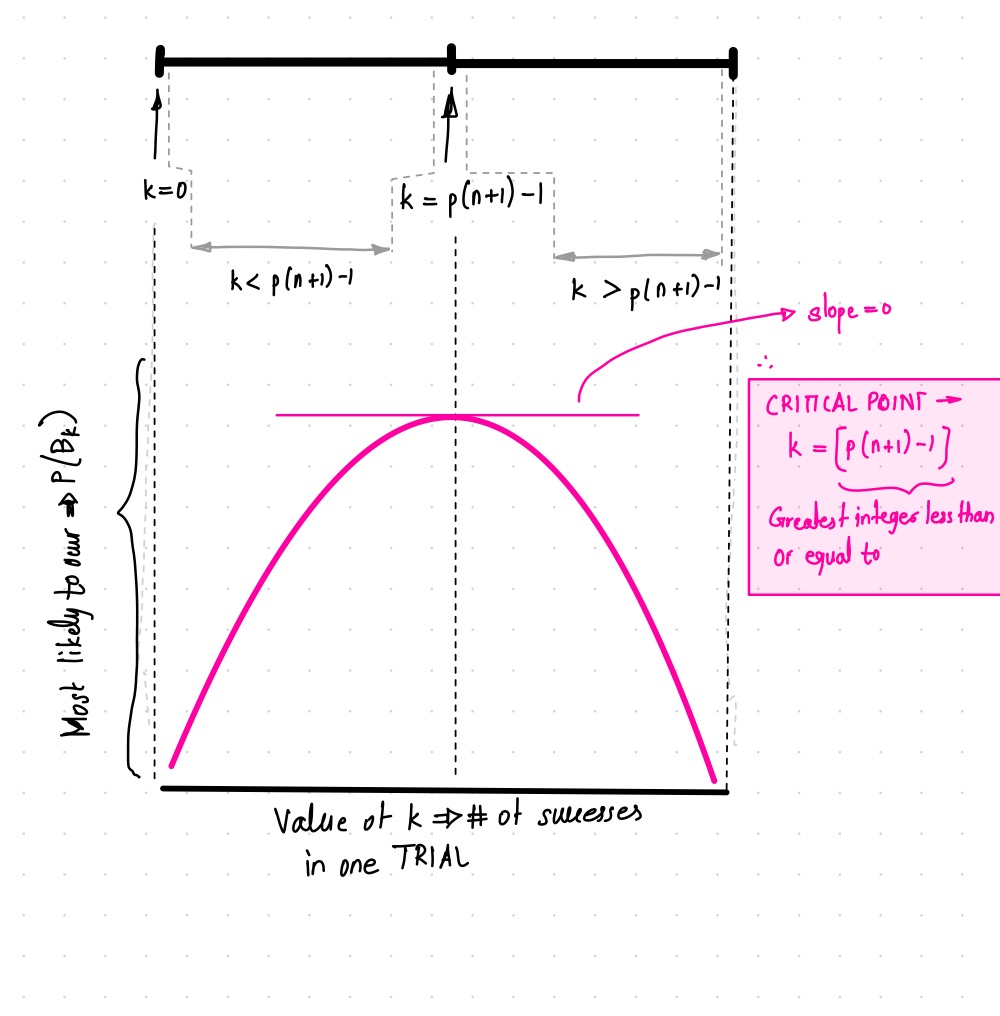 k=0
k = p(n+1)-1
k< p(n+1)-1
k > p(n+1)-1
slope=0
∴
CRITICAL POINT →
k = [p(n+1)-1]
Greatest integer less than
or equal to
Most likely to occur ⇒ P(Bk)
Value of k ⇒ # of successes
in one TRIAL